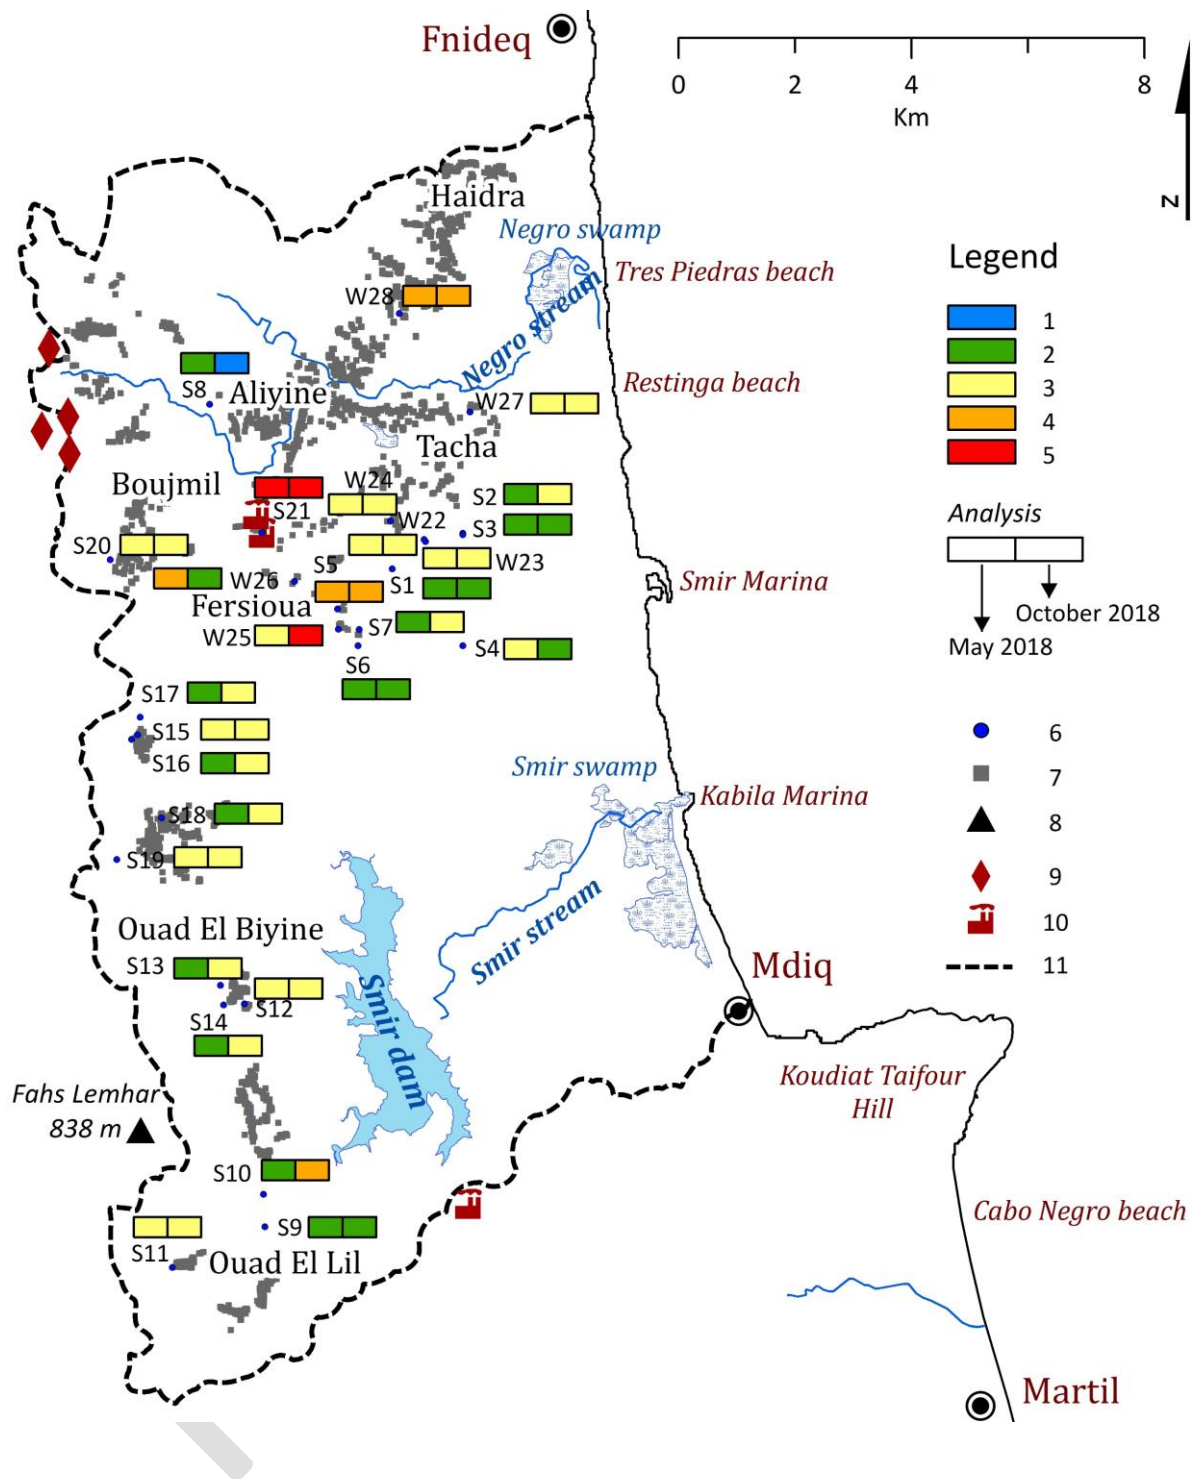 Fnideq
0 2 4 8
Km
N
Haidra
Negro swamp
Tres Piedras beach
Negro stream
W28
Legend
1
2
3
4
5
S8
Aliyine
Restinga beach
W27
Tacha
Boujmil
W24
S21
S2
S3
W22
W23
S20
S5
S1
W26
Fersioua
W25
S7
S4
S6
Smir Marina
Analysis
October 2018
May 2018
S17
S15
S16
S18
S19
Smir swamp
Kabila Marina
6
7
8
9
10
11
Ouad El Biyine
Smir stream
Smir dam
S13
S12
S14
Mdiq
Fahs Lemhar
838 m
Koudiat Taifour
Hill
S10
S9
S11
Ouad El Lil
Cabo Negro beach
Martil